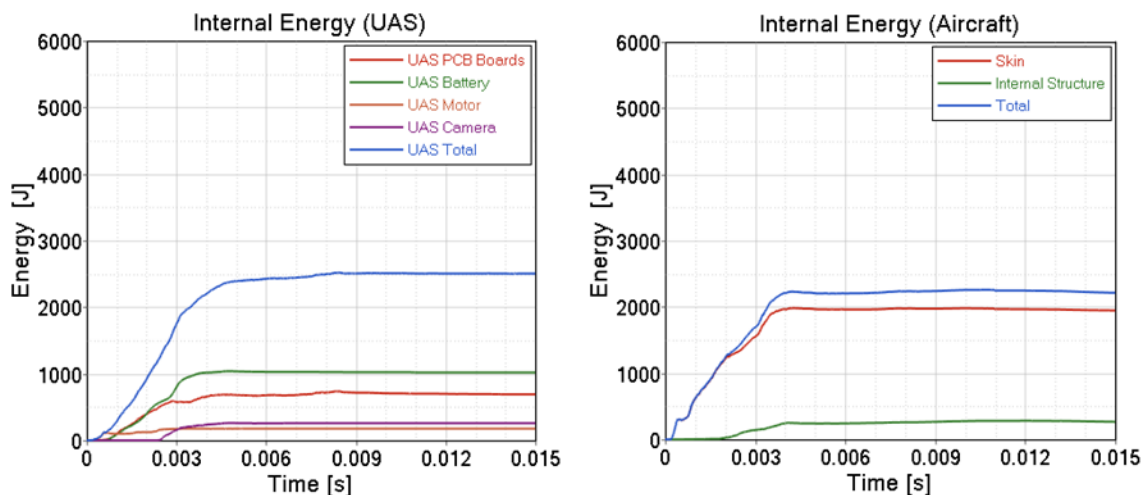 Internal Energy (UAS)
6000
5000
4000
3000
2000
1000
0
Energy [J]
UAS PCB Boards
UAS Battery
UAS Motor
UAS Camera
UAS Total
0
0.003
0.006
0.009
0.012
0.015
Time [s]
Internal Energy (Aircraft)
6000
5000
4000
3000
2000
1000
0
Energy [J]
Skin
Internal Structure
Total
0
0.003
0.006
0.009
0.012
0.015
Time [s]